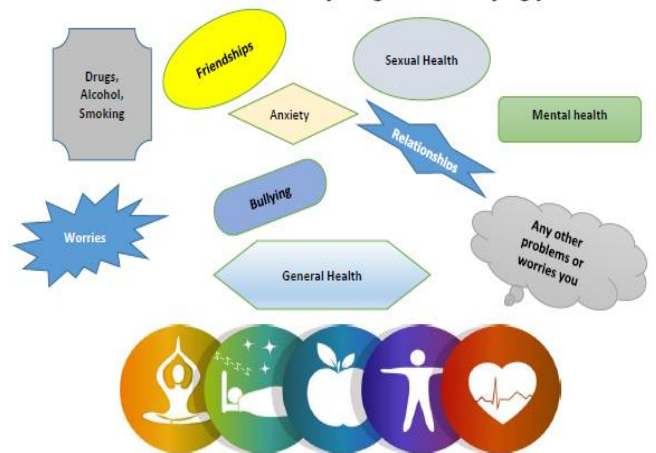 Friendships
Drugs,
Alcohol,
Smoking
Sexual Health
Anxiety
Mental health
Relationships
Bullying
Worries
Any other
problems or
worries you
General Health